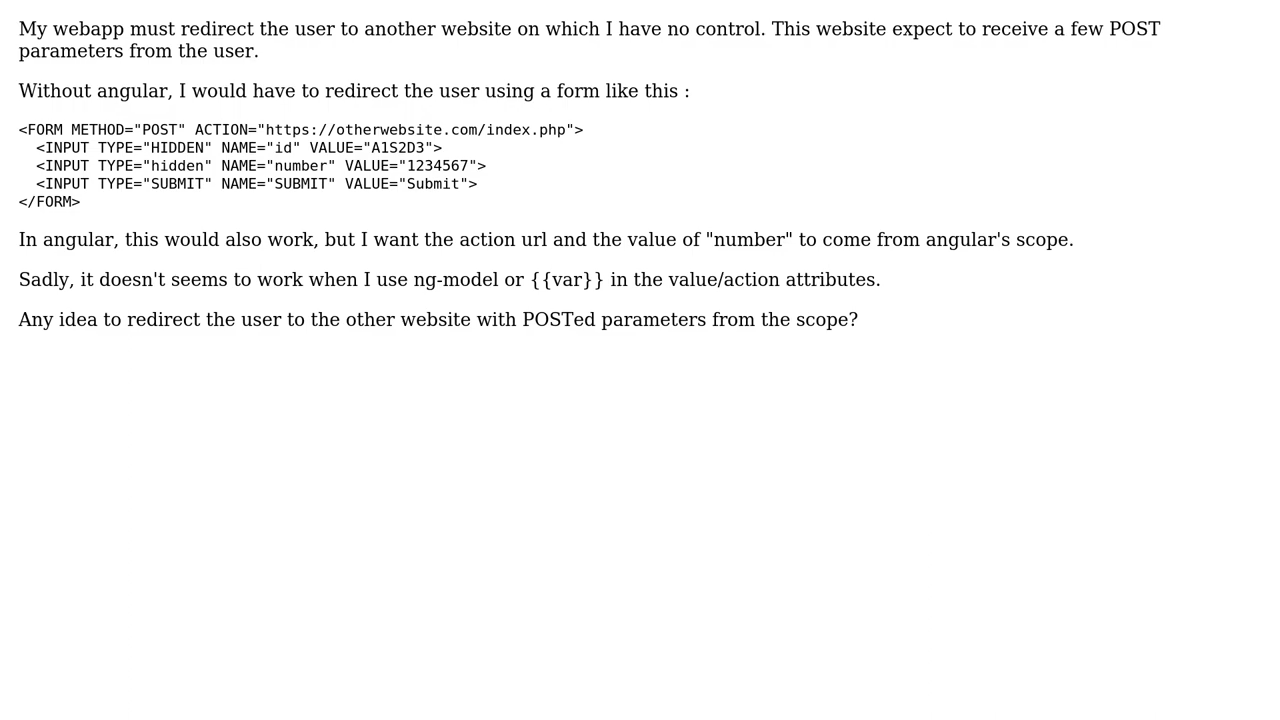 My webapp must redirect the user to another website on which I have no control. This website expect to receive a few POST
parameters from the user.
Without angular, I would have to redirect the user using a form like this :
<FORM METHOD="POST" ACTION="https://otherwebsite.com/index.php">
  <INPUT TYPE="HIDDEN" NAME="id" VALUE="A1S2D3">
  <INPUT TYPE="hidden" NAME="number" VALUE="1234567">
  <INPUT TYPE="SUBMIT" NAME="SUBMIT" VALUE="Submit">
</FORM>
In angular, this would also work, but I want the action url and the value of "number" to come from angular's scope.
Sadly, it doesn't seems to work when I use ng-model or {{var}} in the value/action attributes.
Any idea to redirect the user to the other website with POSTed parameters from the scope?